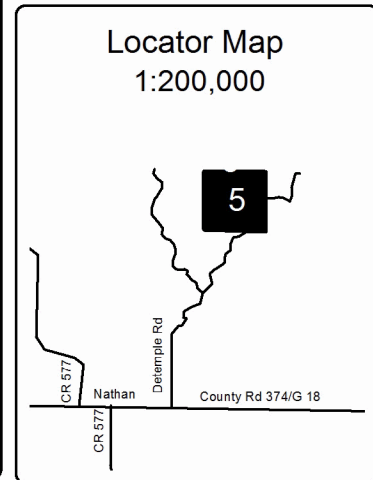 Locator Map
1:200,000
5
Detemple Rd
CR 577
Nathan
County Rd 374/G 18
CR 577